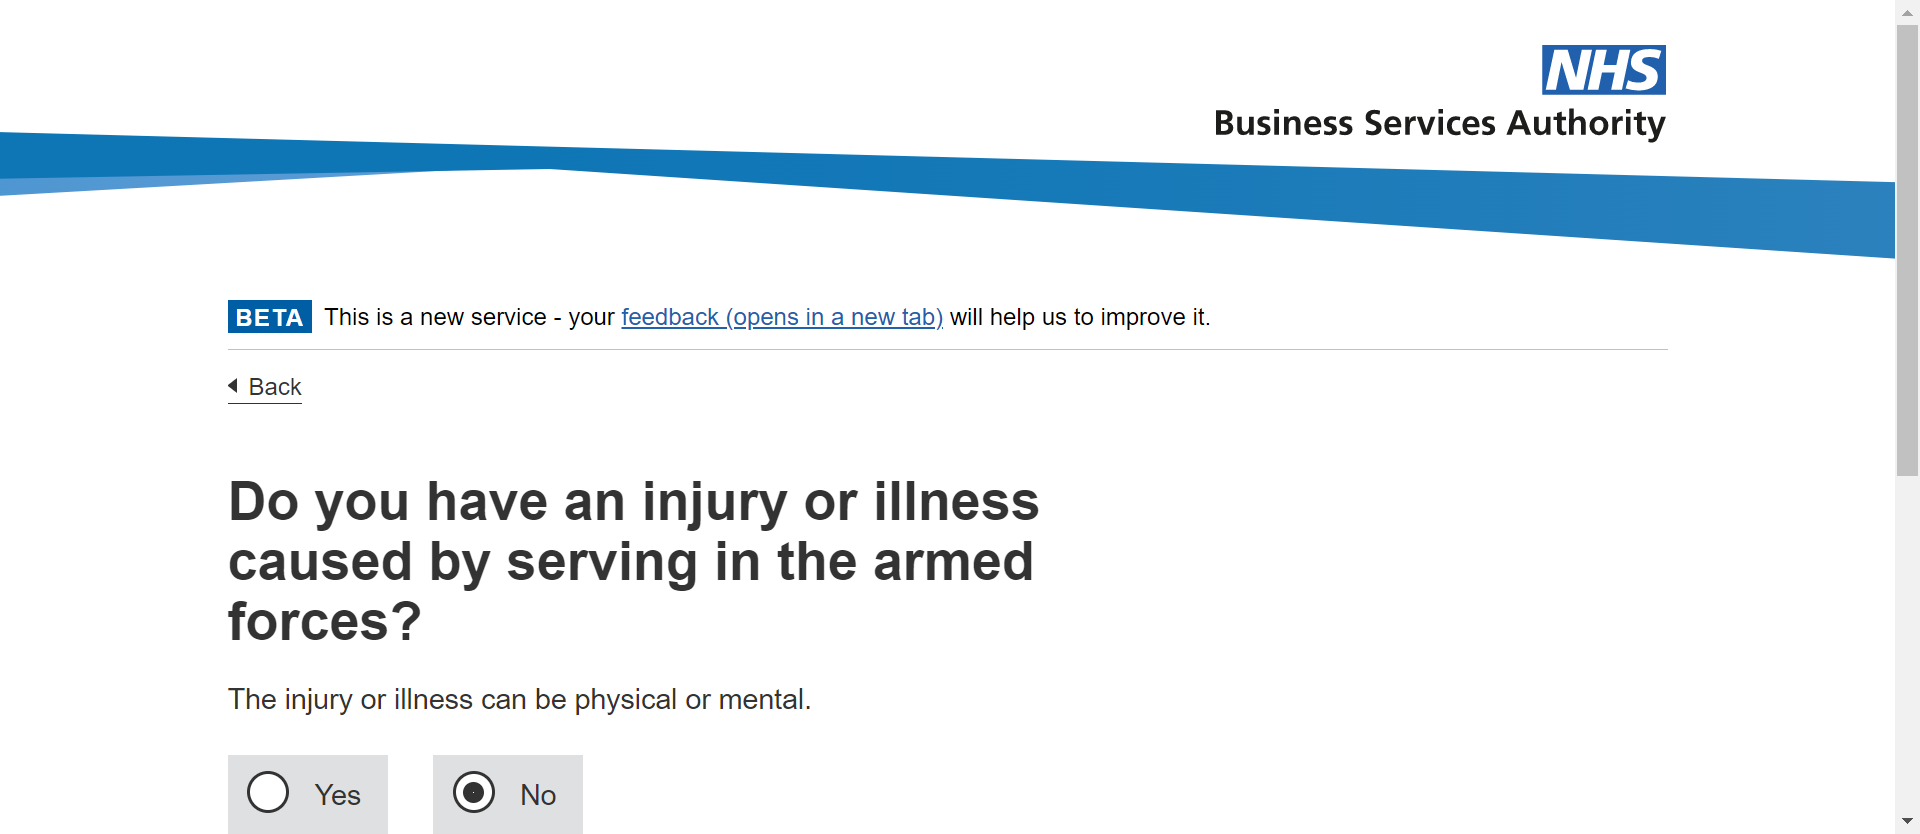 NHS
Business Services Authority
BETA This is a new service - your feedback (opens in a new tab) will help us to improve it.
Back
Do you have an injury or illness
caused by serving in the armed
forces?
The injury or illness can be physical or mental.
Yes No